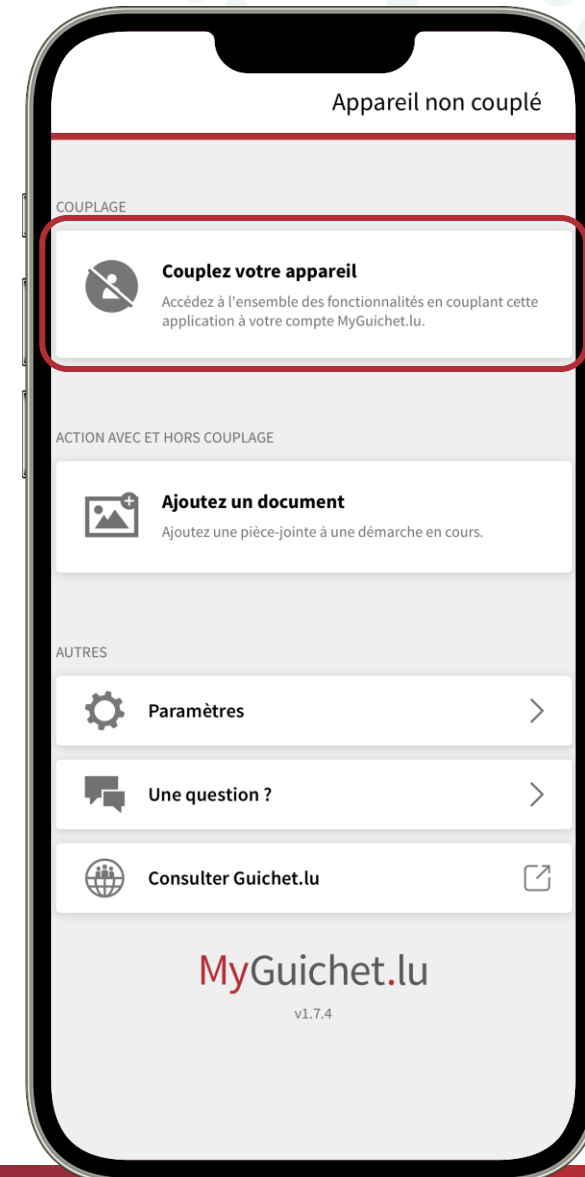 Appareil non couplé
COUPLAGE
Couplez votre appareil
Accédez à l'ensemble des fonctionnalités en couplant cette
application à votre compte MyGuichet.lu.
ACTION AVEC ET HORS COUPLAGE
Ajoutez un document
Ajoutez une pièce-jointe à une démarche en cours.
AUTRES
Paramètres
Une question ?
Consulter Guichet.lu
MyGuichet.lu
v1.7.4